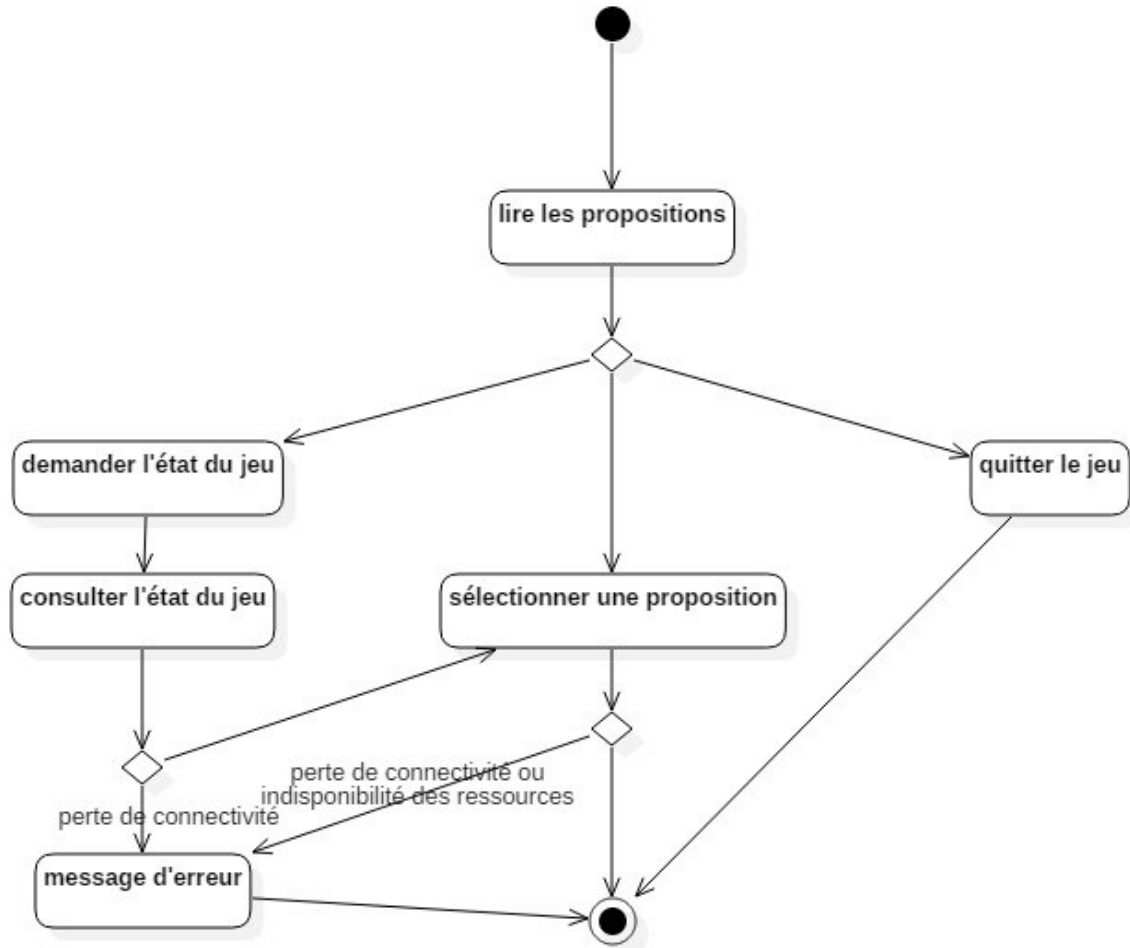 lire les propositions
demander l'état du jeu
quitter le jeu
consulter l'état du jeu
sélectionner une proposition
perte de connectivité ou
indisponibilité des ressources
perte de connectivité
message d'erreur